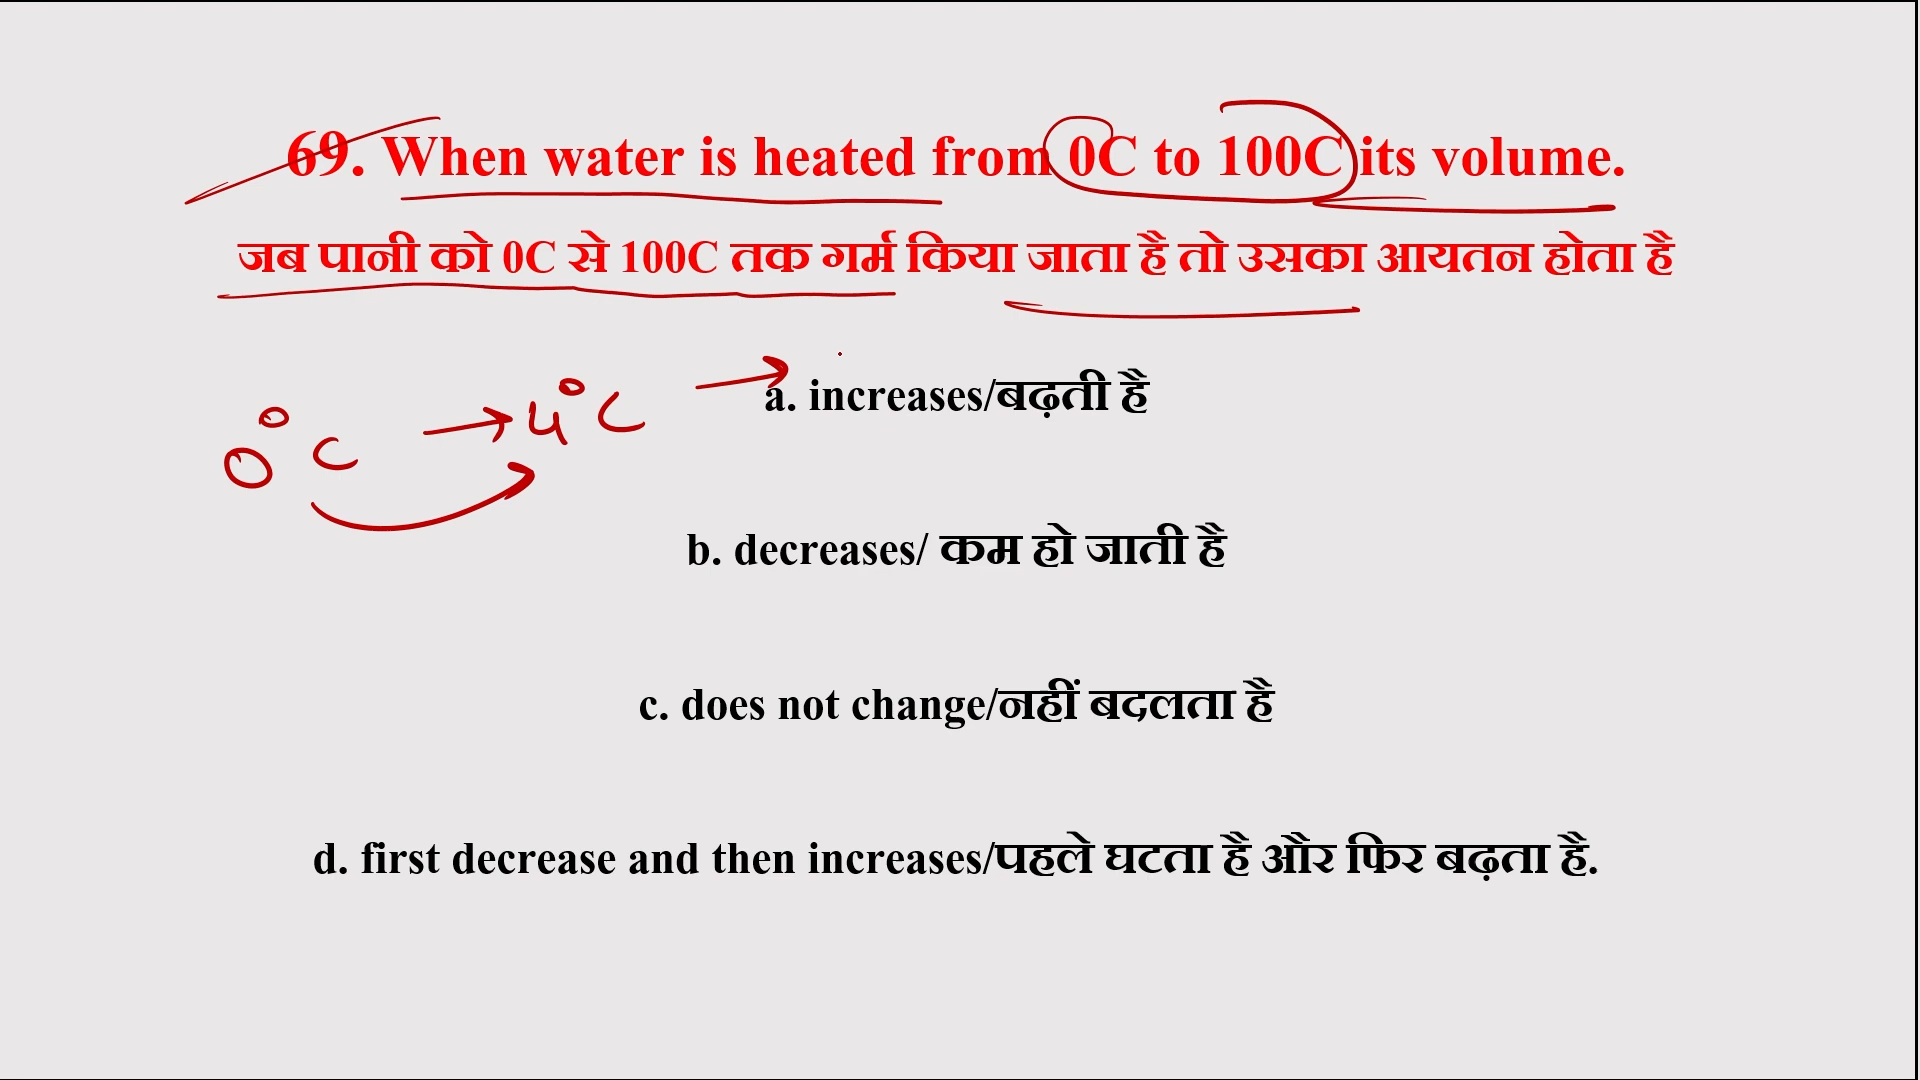 69. When water is heated from 0C to 100C its volume.
जब पानी को 0C से 100C तक गर्म किया जाता है तो उसका आयतन होता है
0°C → 4°C →
a. increases/बढ़ती है
b. decreases/ कम हो जाती है
c. does not change/नहीं बदलता है
d. first decrease and then increases/पहले घटता है और फिर बढ़ता है.